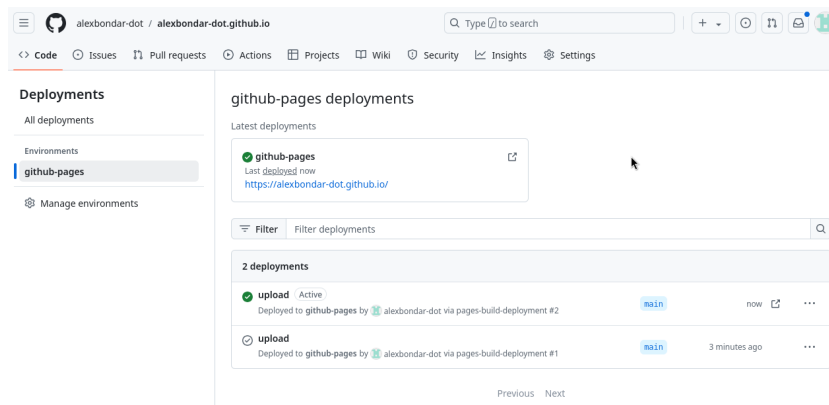 alexbondar-dot / alexbondar-dot.github.io
Type / to search
Code Issues Pull requests Actions Projects Wiki Security Insights Settings
Deployments
All deployments
Environments
github-pages
Manage environments
github-pages deployments
Latest deployments
github-pages
Last deployed now
https://alexbondar-dot.github.io/
Filter Filter deployments
2 deployments
upload Active
Deployed to github-pages by alexbondar-dot via pages-build-deployment #2
main now
upload
Deployed to github-pages by alexbondar-dot via pages-build-deployment #1
main 3 minutes ago
Previous Next